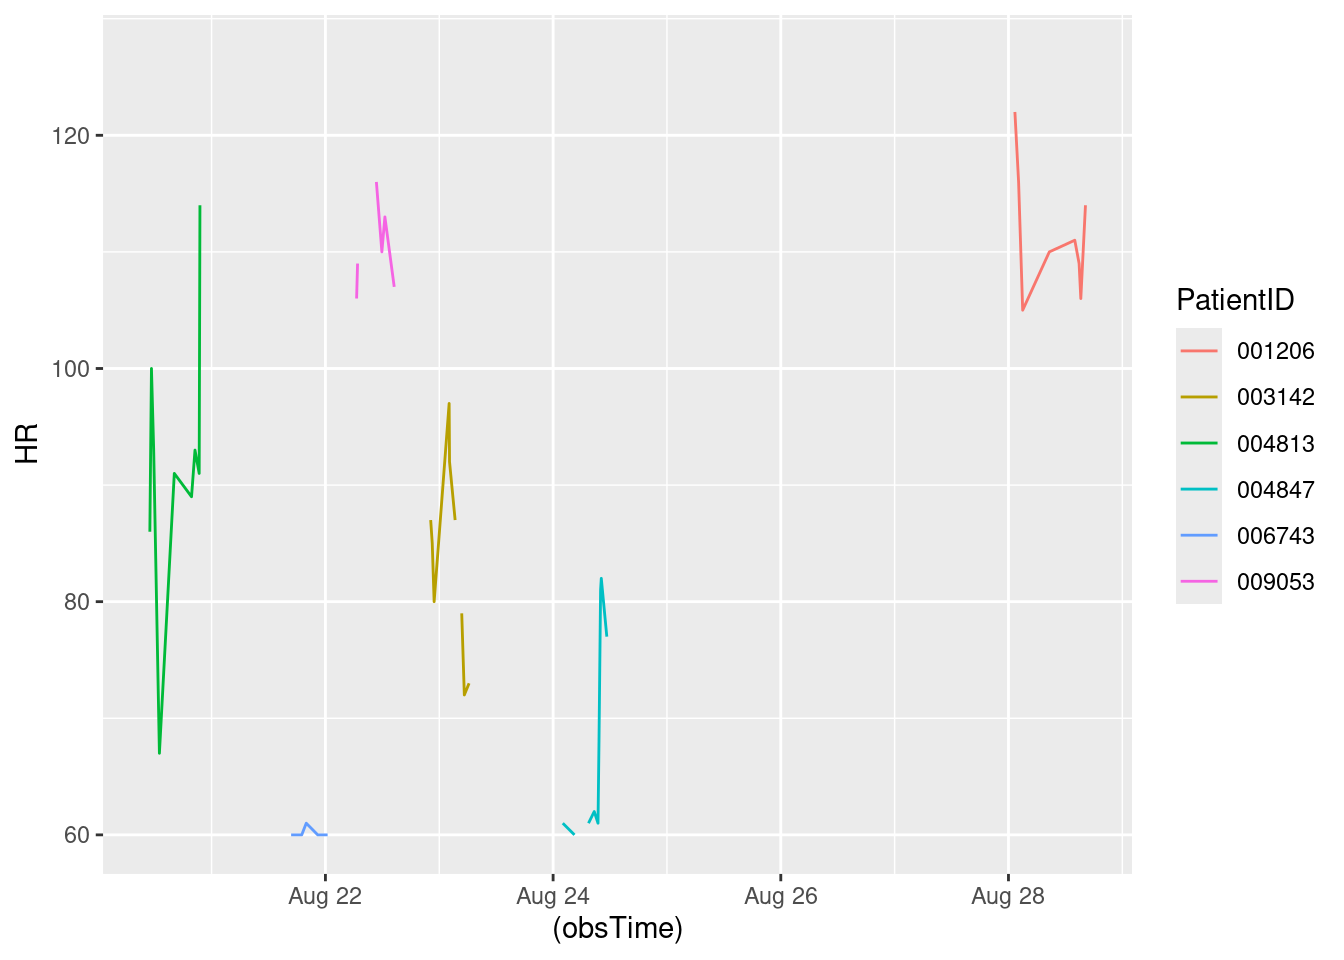 120
100
80
60
HR
Aug 22
Aug 24
Aug 26
Aug 28
(obsTime)
PatientID
001206
003142
004813
004847
006743
009053